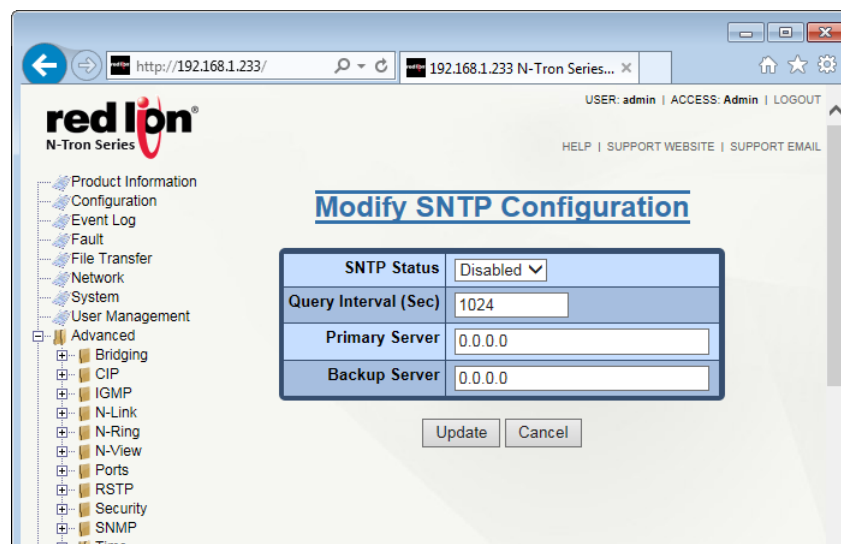 http://192.168.1.233/
192.168.1.233 N-Tron Series...
USER: admin | ACCESS: Admin | LOGOUT
red lion®
N-Tron Series
HELP | SUPPORT WEBSITE | SUPPORT EMAIL
Product Information
Configuration
Event Log
Fault
File Transfer
Network
System
User Management
Advanced
Bridging
CIP
IGMP
N-Link
N-Ring
N-View
Ports
RSTP
Security
SNMP
Time
Modify SNTP Configuration
SNTP Status Disabled
Query Interval (Sec) 1024
Primary Server 0.0.0.0
Backup Server 0.0.0.0
Update Cancel